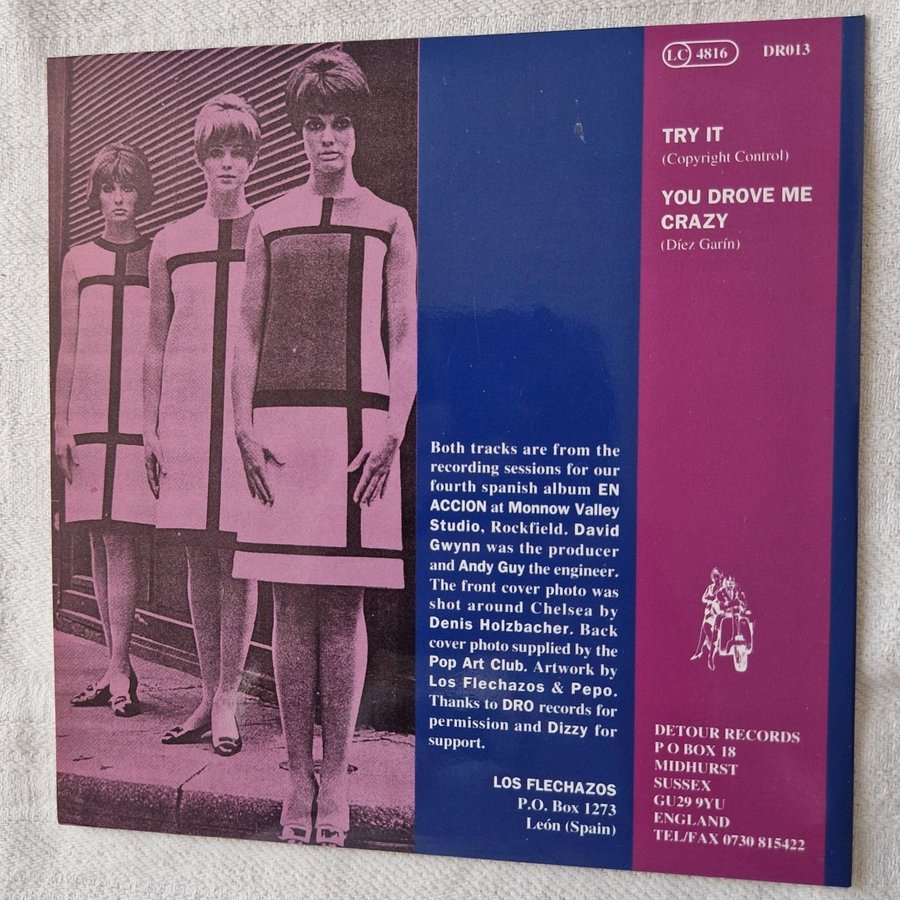 LC 4816 DR013
TRY IT
(Copyright Control)
YOU DROVE ME
CRAZY
(Díez Garín)
Both tracks are from the
recording sessions for our
fourth spanish album EN
ACCION at Monnow Valley
Studio, Rockfield. David
Gwynn was the producer
and Andy Guy the engineer.
The front cover photo was
shot around Chelsea by
Denis Holzbacher. Back
cover photo supplied by the
Pop Art Club. Artwork by
Los Flechazos & Pepo.
Thanks to DRO records for
permission and Dizzy for
support.
LOS FLECHAZOS
P.O. Box 1273
León (Spain)
DETOUR RECORDS
P O BOX 18
MIDHURST
SUSSEX
GU29 9YU
ENGLAND
TEL/FAX 0730 815422